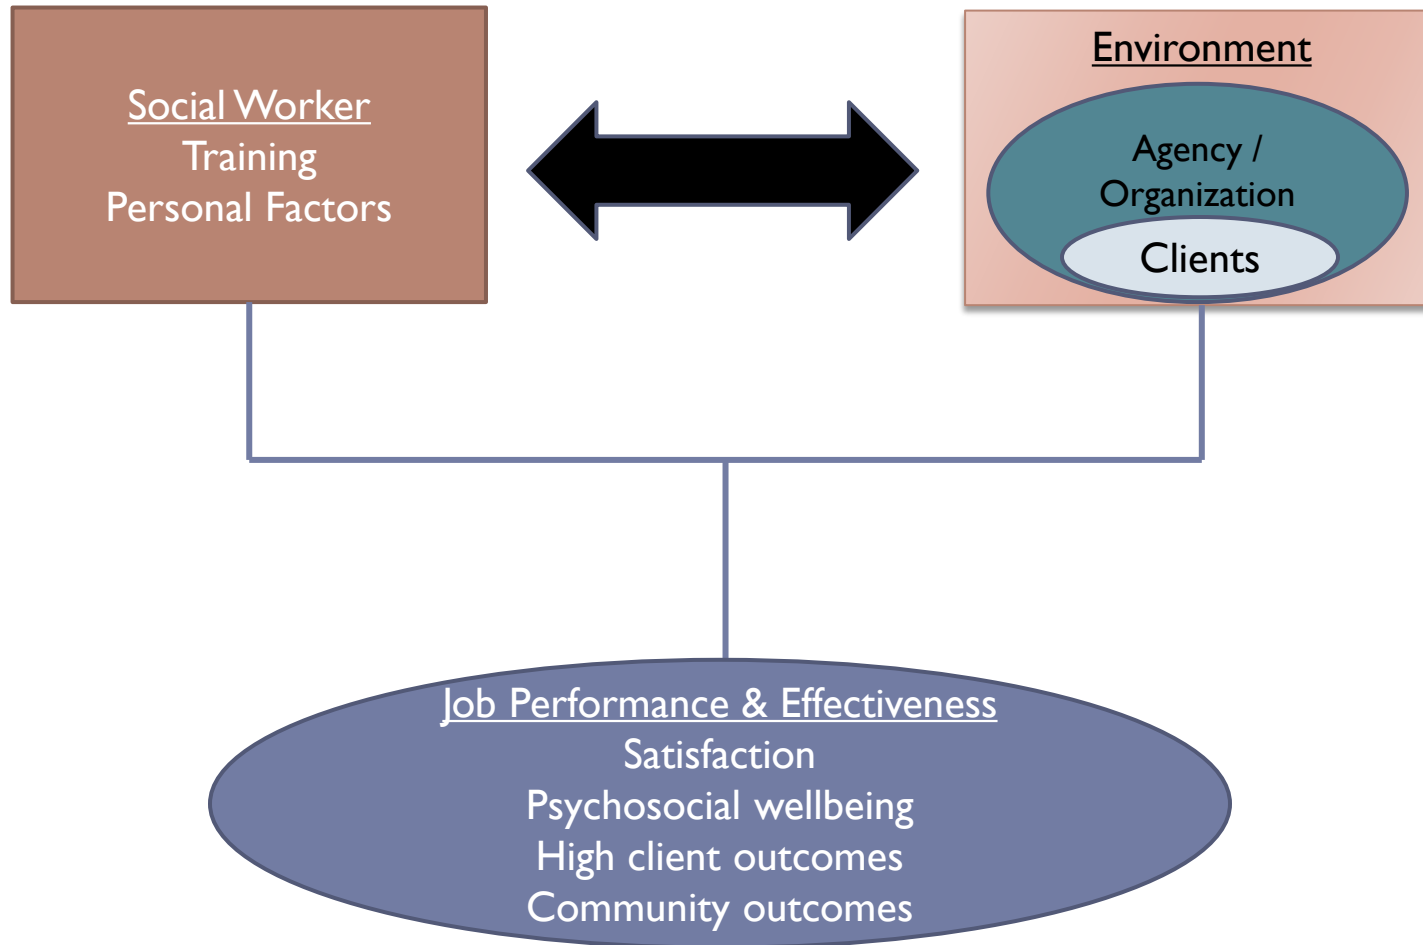 Social Worker
Training
Personal Factors
Environment
Agency /
Organization
Clients
Job Performance & Effectiveness
Satisfaction
Psychosocial wellbeing
High client outcomes
Community outcomes